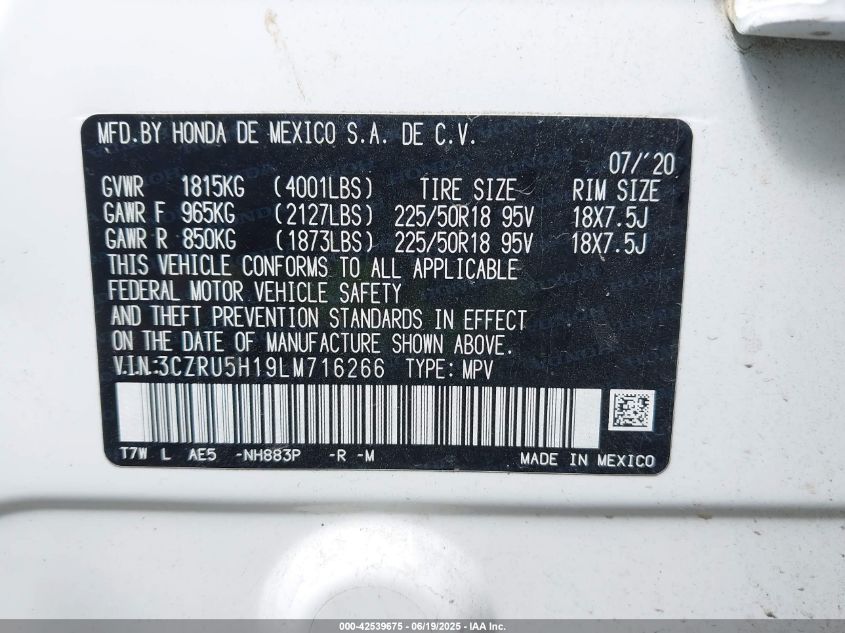 MFD.BY HONDA DE MEXICO S.A. DE C.V.
07/'20
GVWR 1815KG (4001LBS) TIRE SIZE RIM SIZE
GAWR F 965KG (2127LBS) 225/50R18 95V 18X7.5J
GAWR R 850KG (1873LBS) 225/50R18 95V 18X7.5J
THIS VEHICLE CONFORMS TO ALL APPLICABLE
FEDERAL MOTOR VEHICLE SAFETY
AND THEFT PREVENTION STANDARDS IN EFFECT
ON THE DATE OF MANUFACTURE SHOWN ABOVE.
V.I.N:3CZRU5H19LM716266 TYPE: MPV
T7W L AE5 -NH883P -R -M MADE IN MEXICO
000-42539675 - 06/19/2025 - IAA Inc.